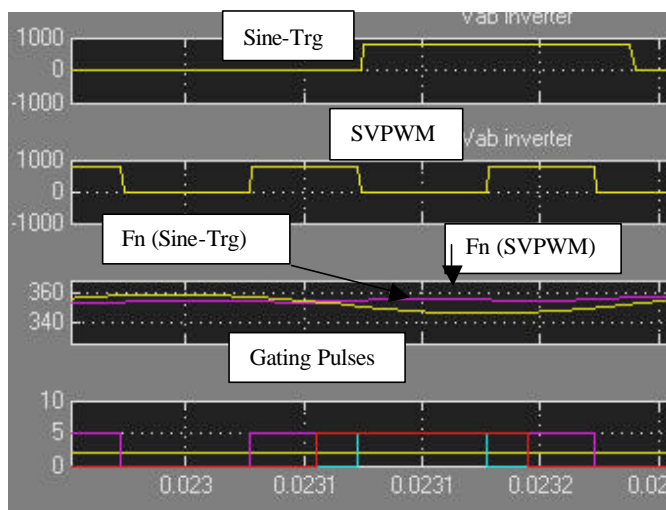 Vab inverter
Sine-Trg
1000
0
-1000
SVPWM
Vab inverter
1000
0
-1000
Fn (Sine-Trg)
Fn (SVPWM)
360
340
Gating Pulses
10
5
0
0.023
0.0231
0.0231
0.0232